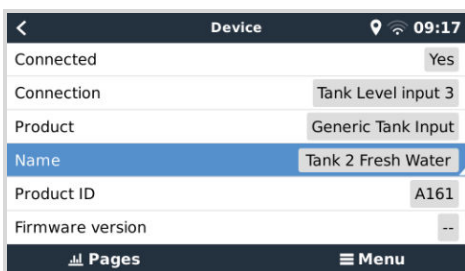 Device 09:17
Connected Yes
Connection Tank Level input 3
Product Generic Tank Input
Name Tank 2 Fresh Water
Product ID A161
Firmware version --
Pages Menu